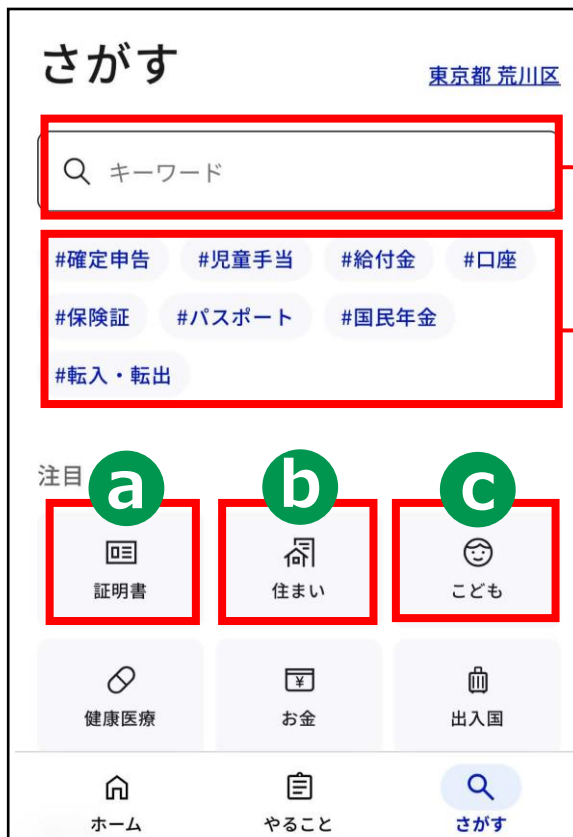 さがす
東京都 荒川区
キーワード
#確定申告 #児童手当 #給付金 #口座
#保険証 #パスポート #国民年金
#転入・転出
注目
a b c
証明書 住まい こども
健康医療 お金 出入国
ホーム やること さがす